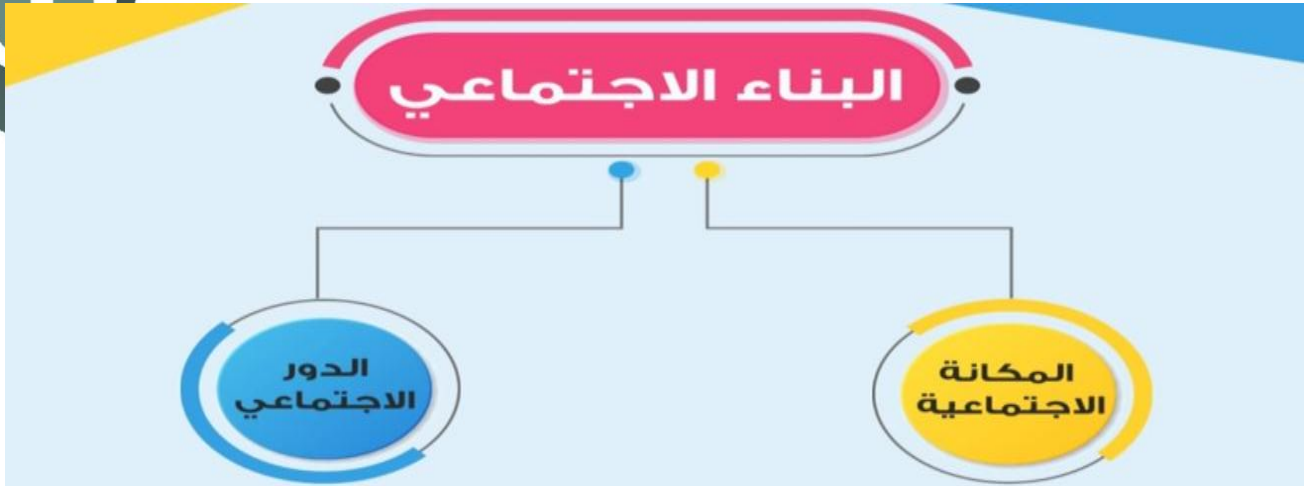 البناء الاجتماعي
المكانة
الاجتماعية
الدور
الاجتماعي